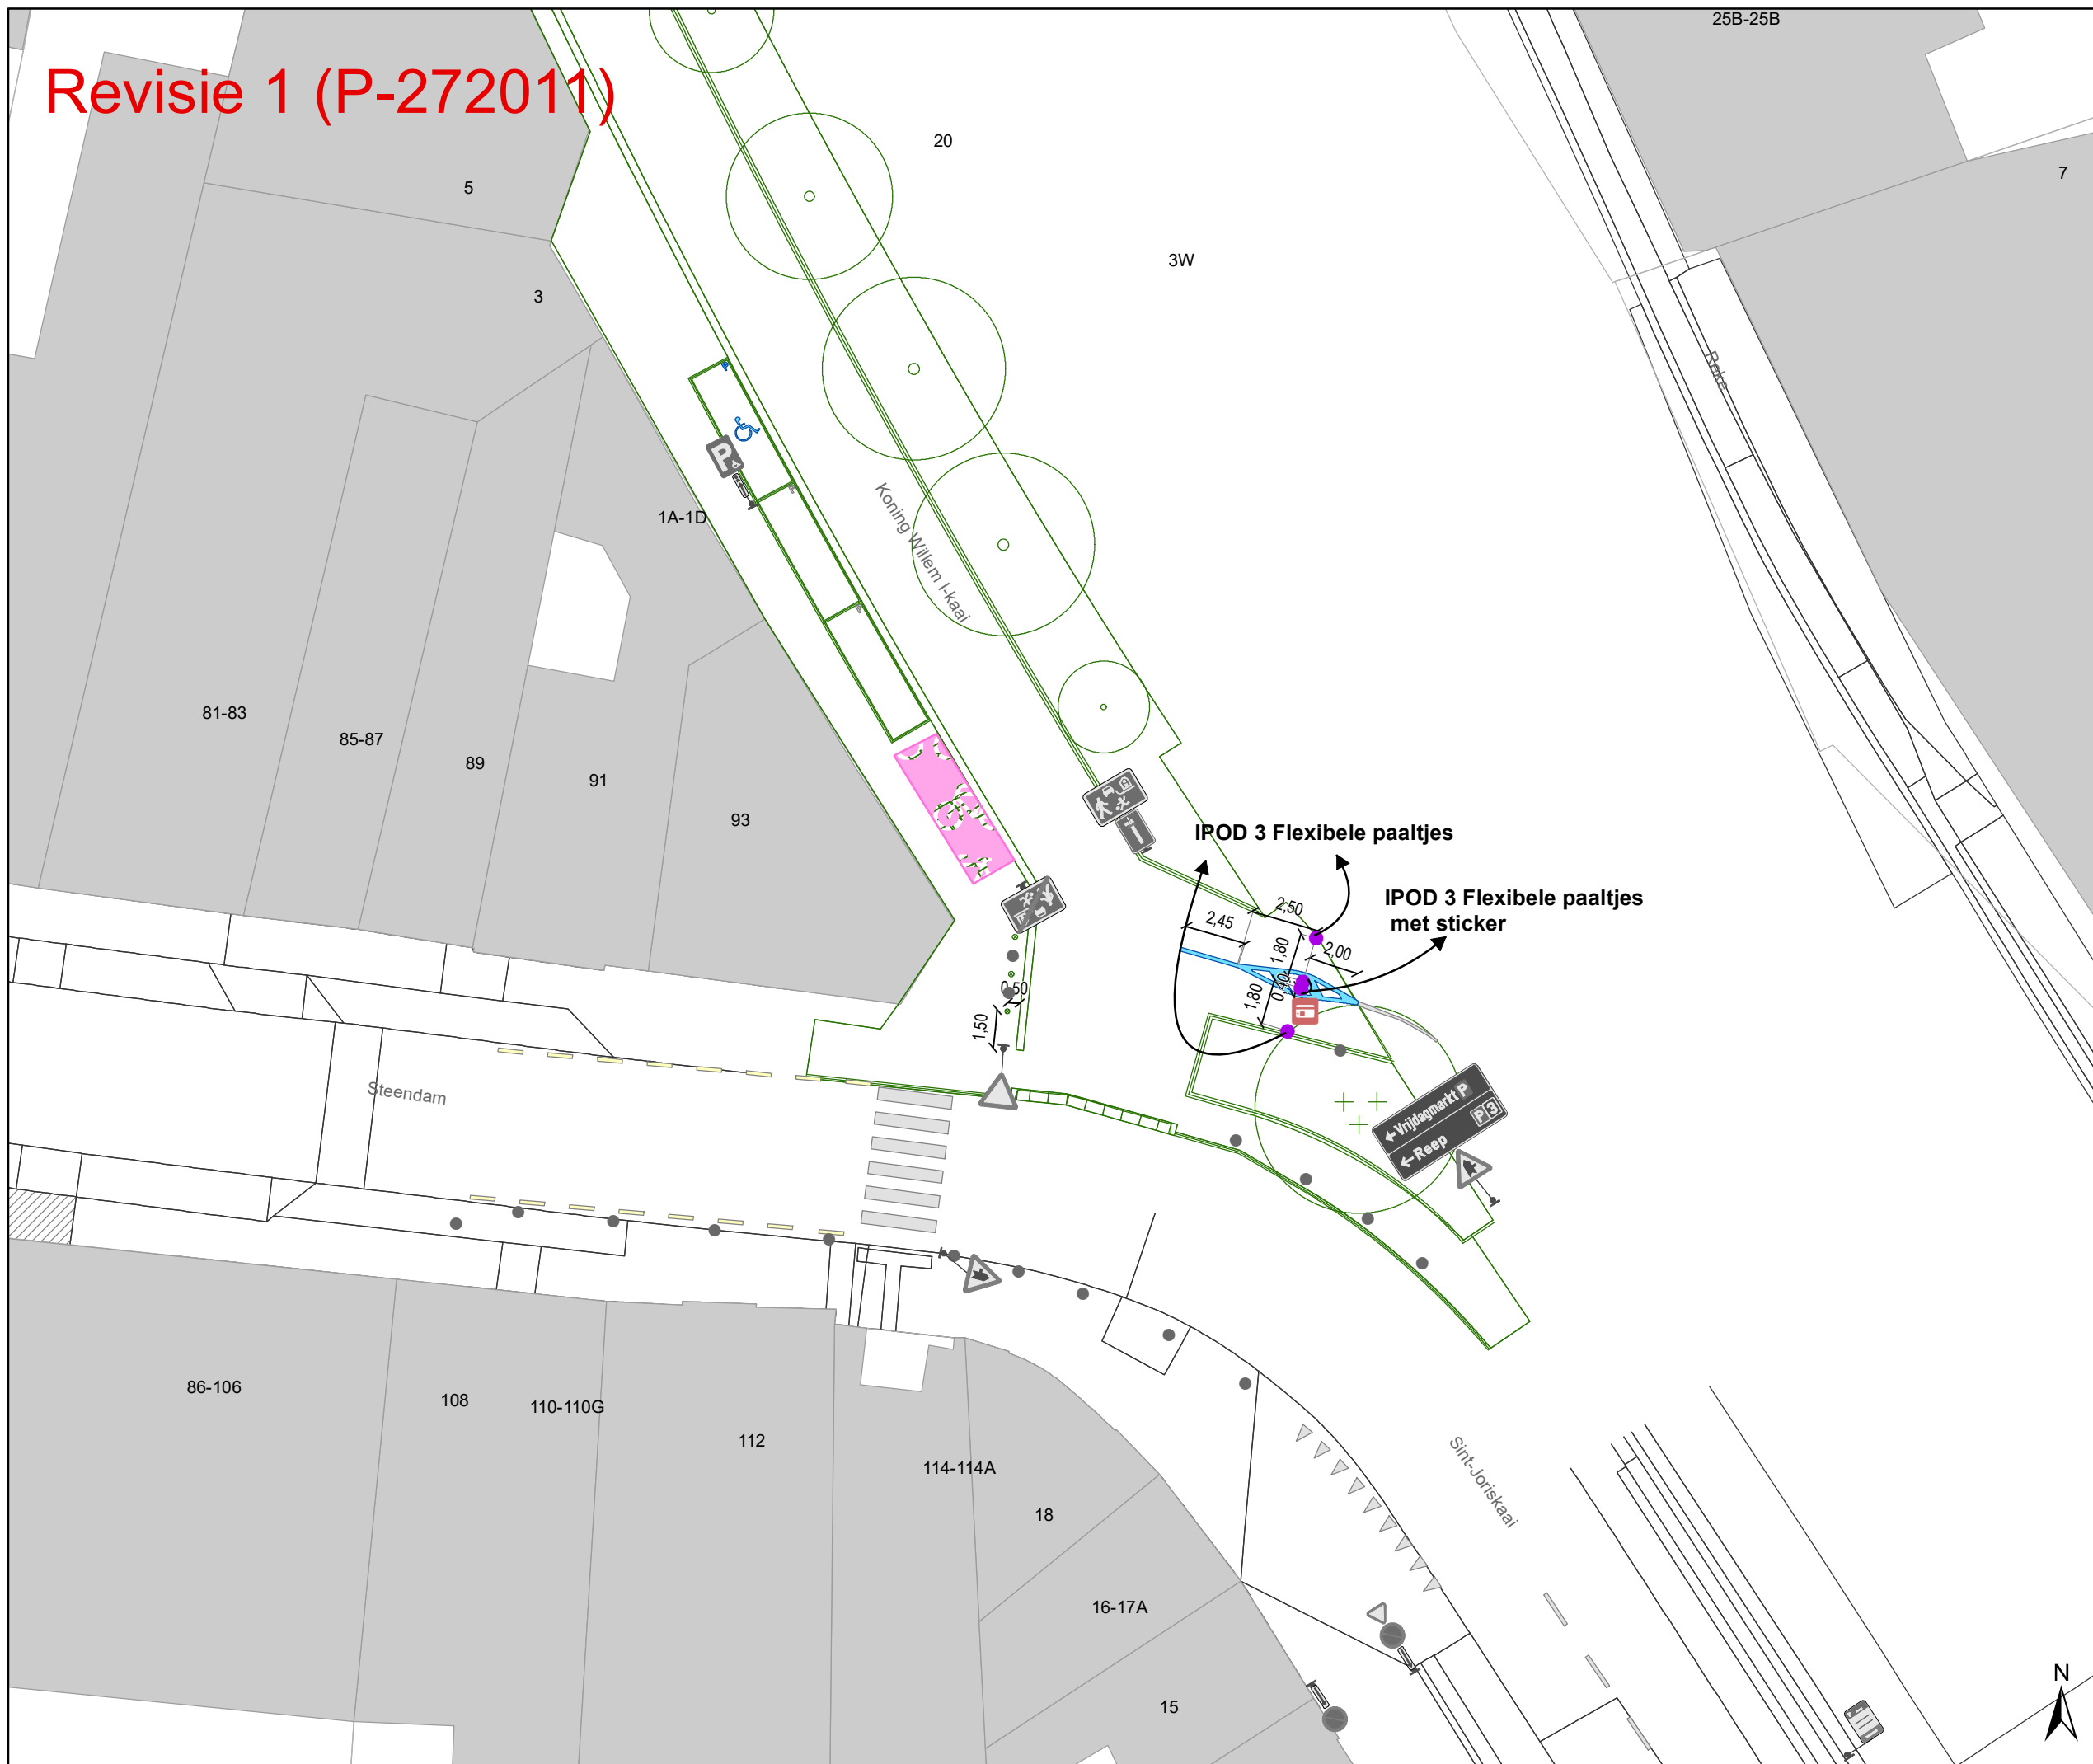 25B-25B
Revisie 1 (P-272011)
20
7
5
3W
3
Reke
P
Koning Willem I-kaai
1A-1D
81-83
85-87
89
91
93
IPOD 3 Flexibele paaltjes
IPOD 3 Flexibele paaltjes
met sticker
2,50
2,45
1,80
2,00
0,40
1,80
0,50
1,50
Steendam
←Vrijdagmarkt P
←Reep P3
86-106
108
110-110G
112
114-114A
18
Sint-Joriskaai
16-17A
15
N